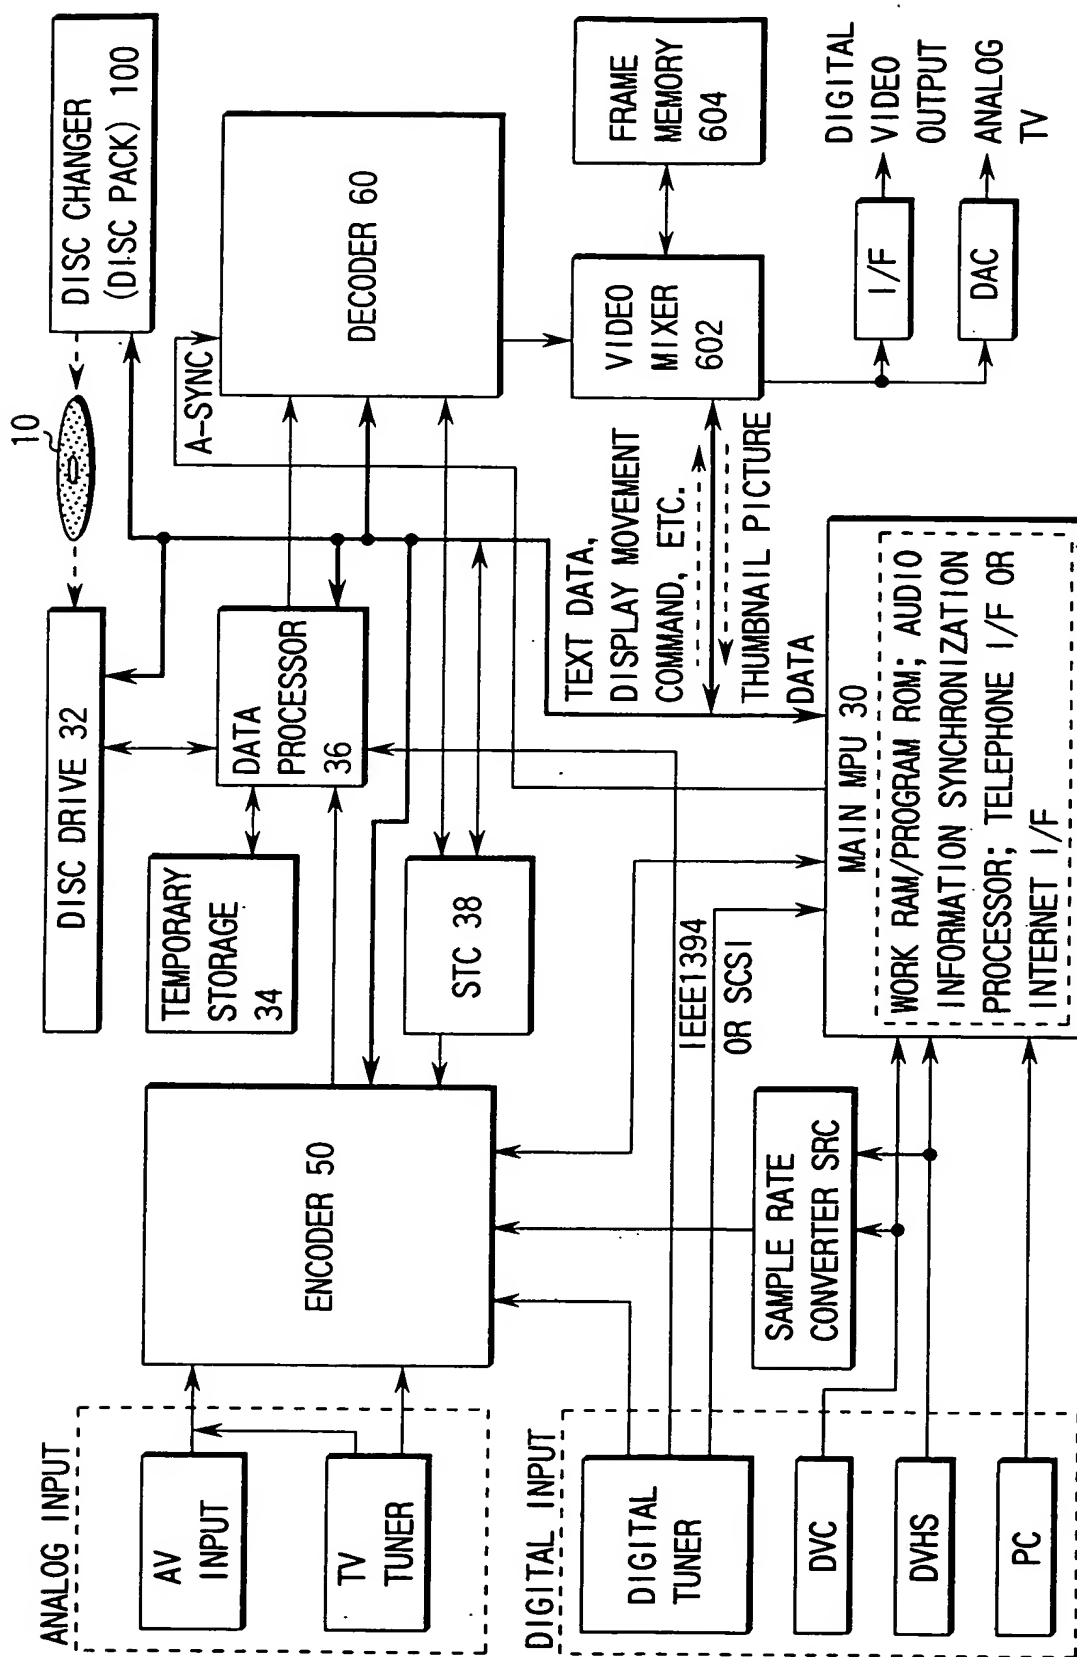 ANALOG INPUT
AV
INPUT
TV
TUNER
DIGITAL INPUT
DIGITAL
TUNER
DVC
DVHS
PC
ENCODER 50
SAMPLE RATE
CONVERTER SRC
DISC DRIVE 32
TEMPORARY
STORAGE
34
DATA
PROCESSOR
36
STC 38
IEEE1394
OR SCSI
10
DISC CHANGER
(DISC PACK) 100
A-SYNC
DECODER 60
TEXT DATA,
DISPLAY MOVEMENT
COMMAND, ETC.
THUMBNAIL PICTURE
DATA
MAIN MPU 30
WORK RAM/PROGRAM ROM; AUDIO
INFORMATION SYNCHRONIZATION
PROCESSOR; TELEPHONE I/F OR
INTERNET I/F
VIDEO
MIXER
602
FRAME
MEMORY
604
I/F
DAC
DIGITAL
VIDEO
OUTPUT
ANALOG
TV